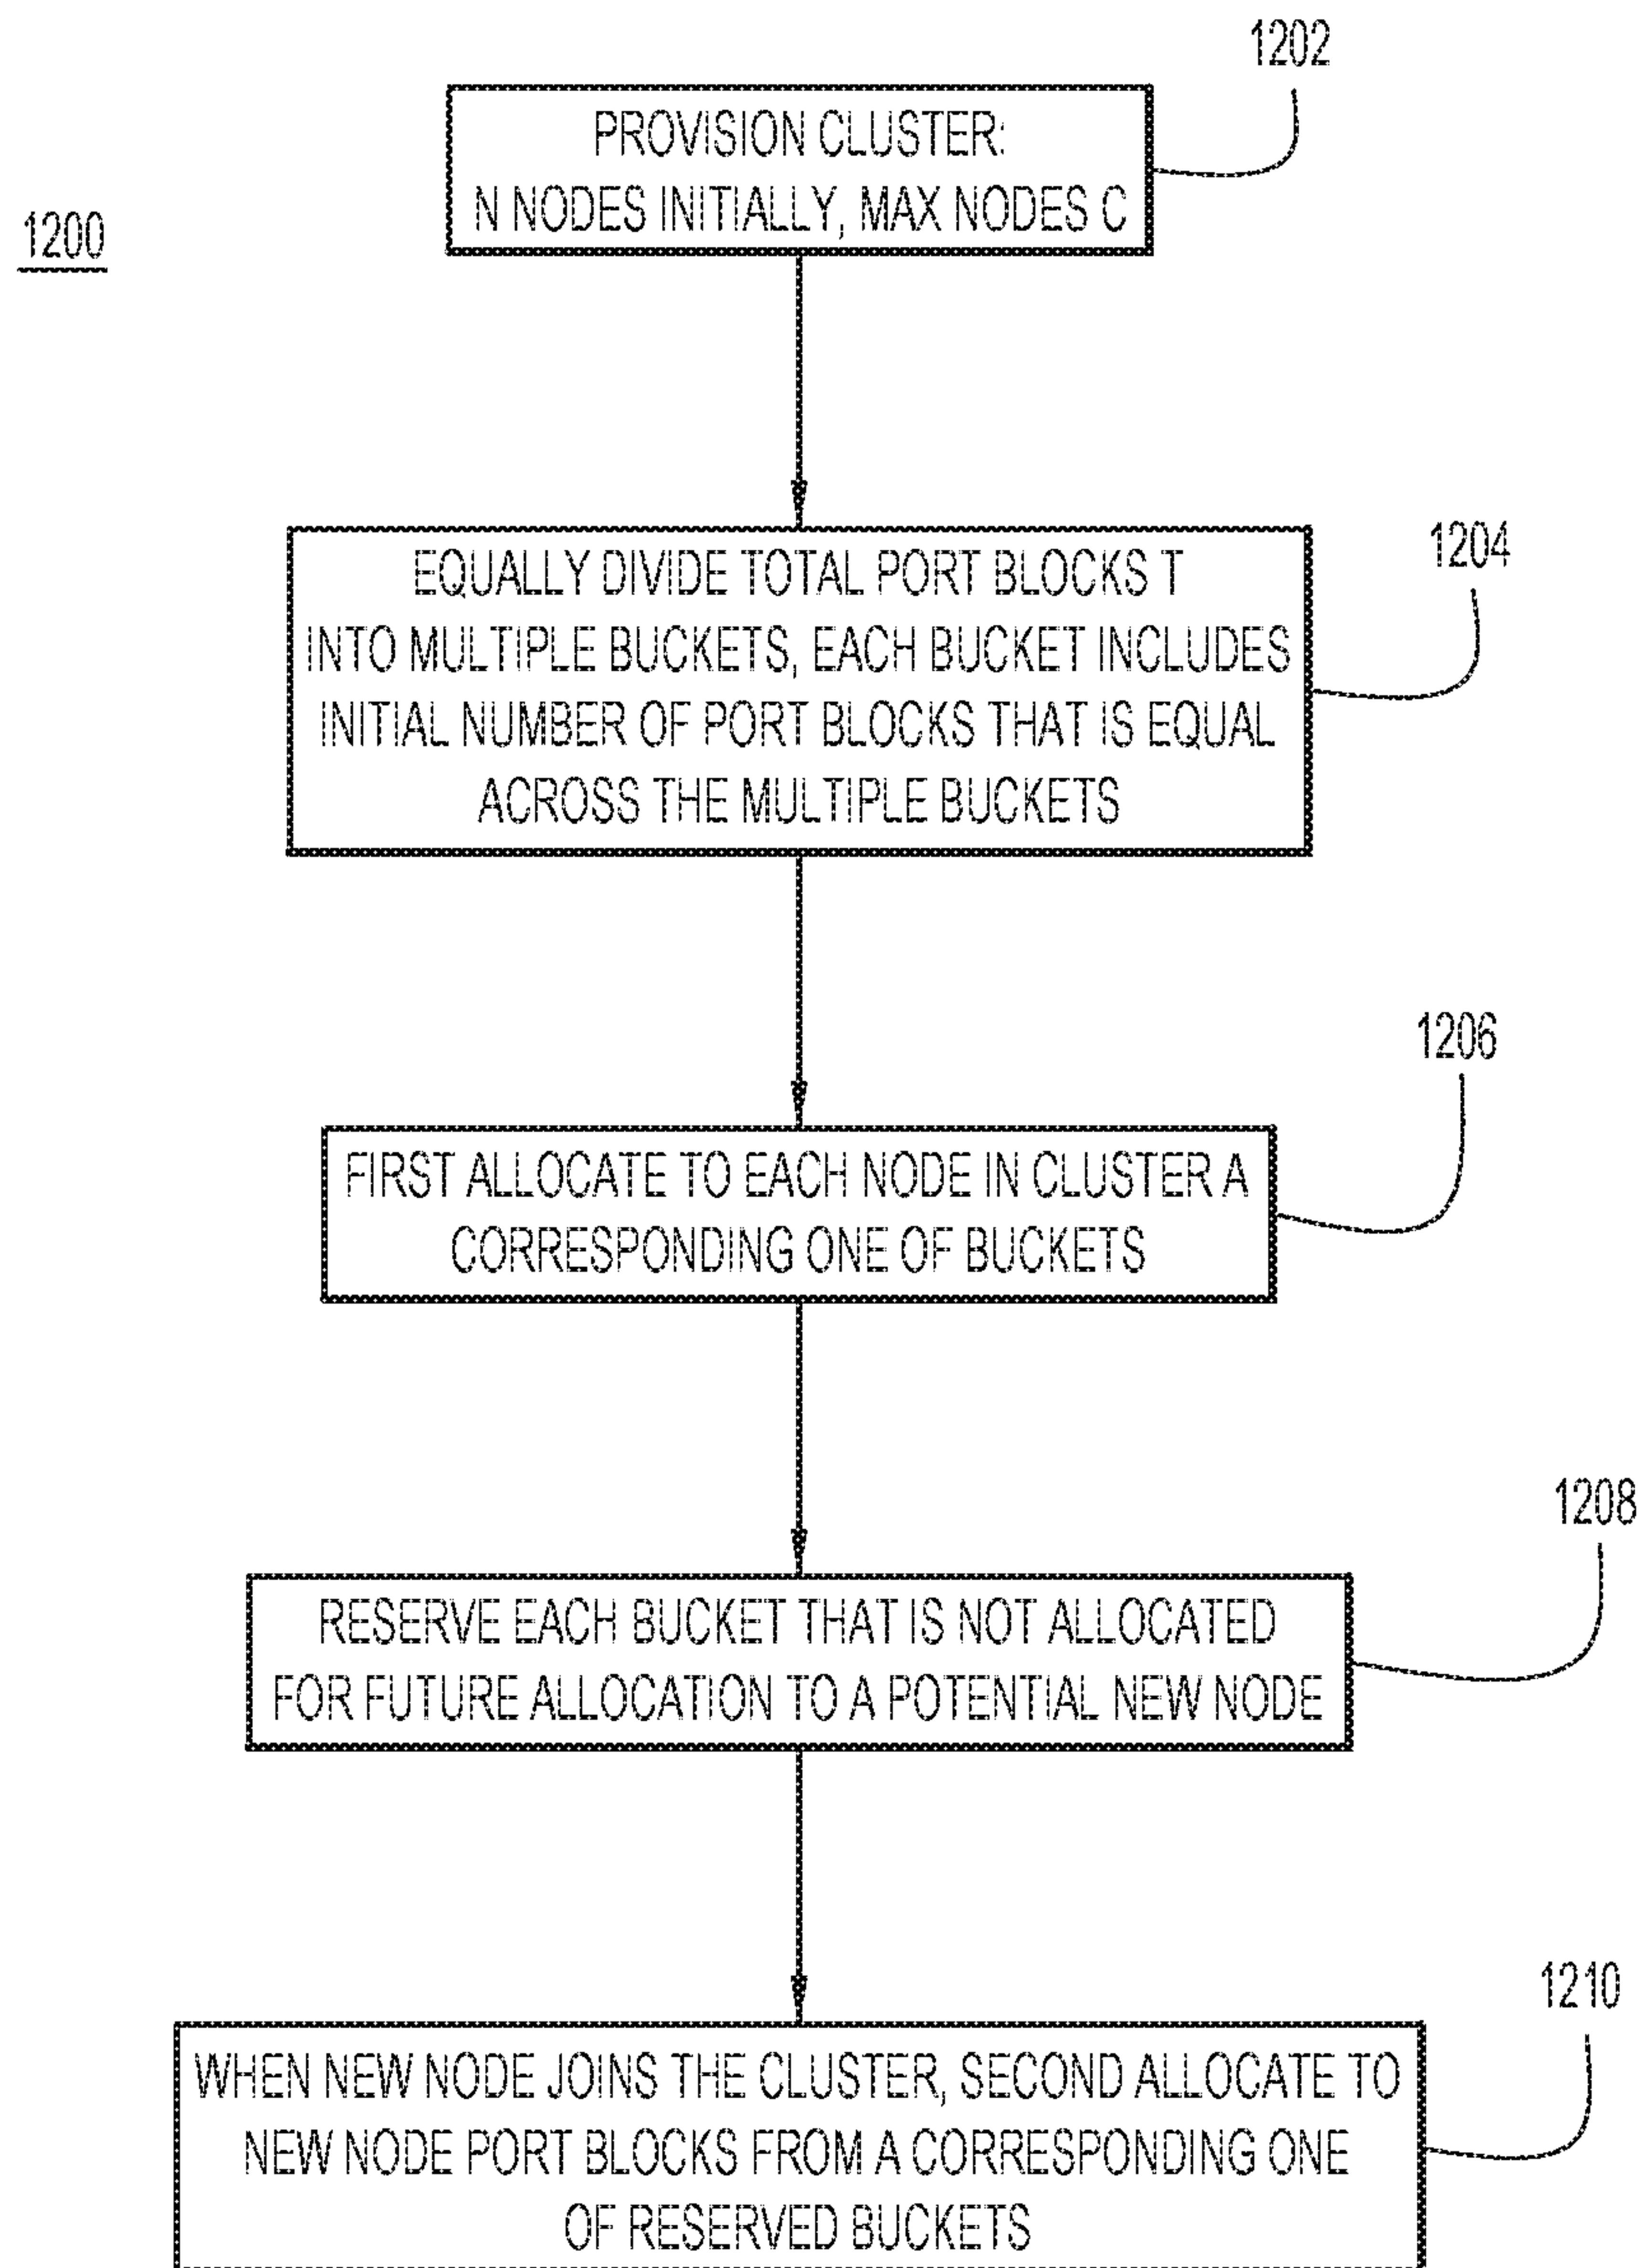 1202
PROVISION CLUSTER:
N NODES INITIALLY, MAX NODES C
1200
1204
EQUALLY DIVIDE TOTAL PORT BLOCKS T
INTO MULTIPLE BUCKETS, EACH BUCKET INCLUDES
INITIAL NUMBER OF PORT BLOCKS THAT IS EQUAL
ACROSS THE MULTIPLE BUCKETS
1206
FIRST ALLOCATE TO EACH NODE IN CLUSTER A
CORRESPONDING ONE OF BUCKETS
1208
RESERVE EACH BUCKET THAT IS NOT ALLOCATED
FOR FUTURE ALLOCATION TO A POTENTIAL NEW NODE
1210
WHEN NEW NODE JOINS THE CLUSTER, SECOND ALLOCATE TO
NEW NODE PORT BLOCKS FROM A CORRESPONDING ONE
OF RESERVED BUCKETS